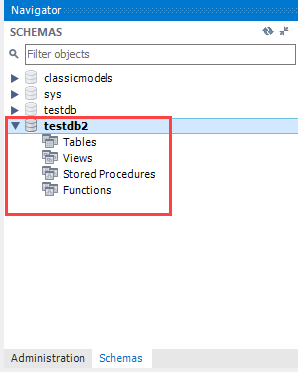 Navigator
SCHEMAS
Filter objects
classicmodels
sys
testdb
testdb2
Tables
Views
Stored Procedures
Functions
Administration Schemas